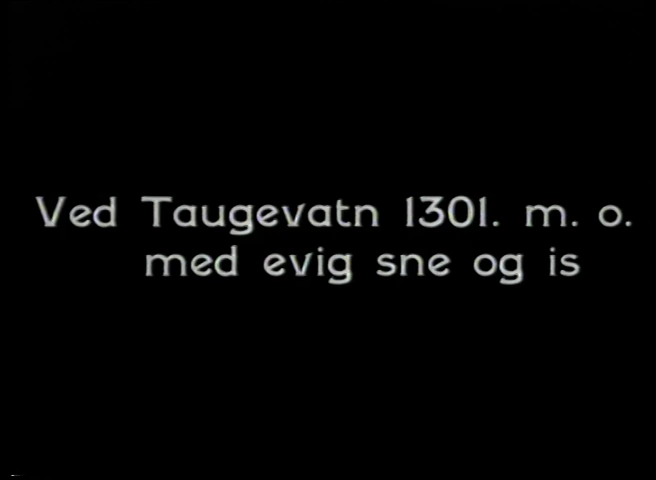 Ved Taugevatn 1301. m. o.
med evig sne og is